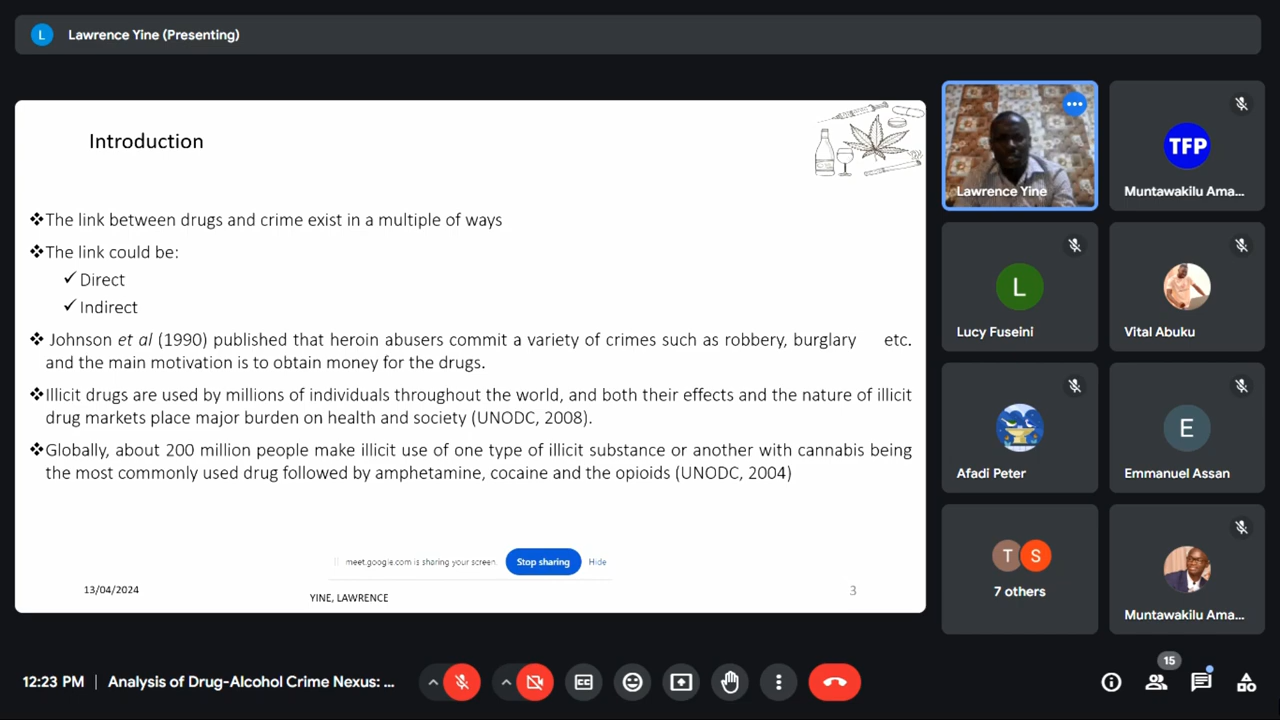 L Lawrence Yine (Presenting)
Introduction
❖The link between drugs and crime exist in a multiple of ways
❖The link could be:
✓ Direct
✓ Indirect
❖ Johnson et al (1990) published that heroin abusers commit a variety of crimes such as robbery, burglary etc.
and the main motivation is to obtain money for the drugs.
❖Illicit drugs are used by millions of individuals throughout the world, and both their effects and the nature of illicit
drug markets place major burden on health and society (UNODC, 2008).
❖Globally, about 200 million people make illicit use of one type of illicit substance or another with cannabis being
the most commonly used drug followed by amphetamine, cocaine and the opioids (UNODC, 2004)
meet.google.com is sharing your screen. Stop sharing Hide
13/04/2024
YINE, LAWRENCE
3
Lawrence Yine
TFP
Muntawakilu Ama...
L
Lucy Fuseini
Vital Abuku
Afadi Peter
E
Emmanuel Assan
T S
7 others
Muntawakilu Ama...
12:23 PM | Analysis of Drug-Alcohol Crime Nexus: ...
15